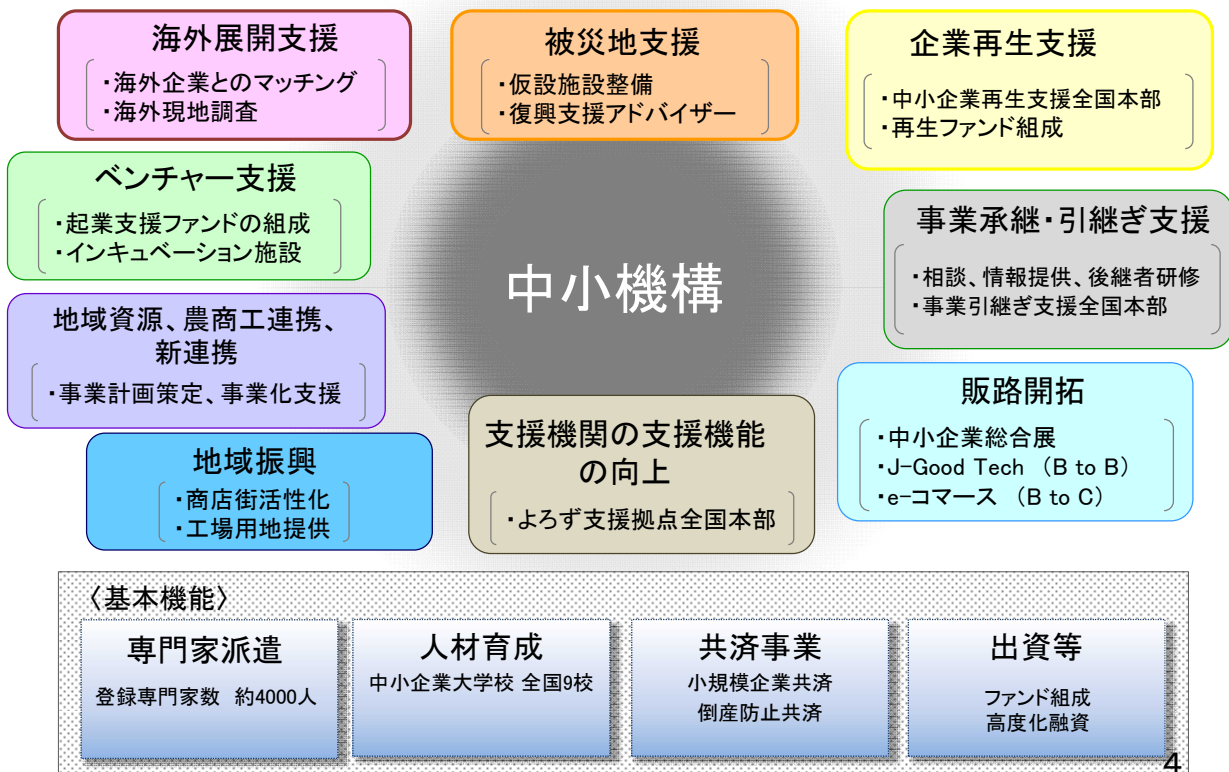 海外展開支援
・海外企業とのマッチング
・海外現地調査
被災地支援
・仮設施設整備
・復興支援アドバイザー
企業再生支援
・中小企業再生支援全国本部
・再生ファンド組成
ベンチャー支援
・起業支援ファンドの組成
・インキュベーション施設
中小機構
事業承継・引継ぎ支援
・相談、情報提供、後継者研修
・事業引継ぎ支援全国本部
地域資源、農商工連携、
新連携
・事業計画策定、事業化支援
販路開拓
・中小企業総合展
・J-Good Tech （B to B）
・e-コマース （B to C）
地域振興
・商店街活性化
・工場用地提供
支援機関の支援機能
の向上
・よろず支援拠点全国本部
〈基本機能〉
専門家派遣
登録専門家数 約4000人
人材育成
中小企業大学校 全国9校
共済事業
小規模企業共済
倒産防止共済
出資等
ファンド組成
高度化融資
4